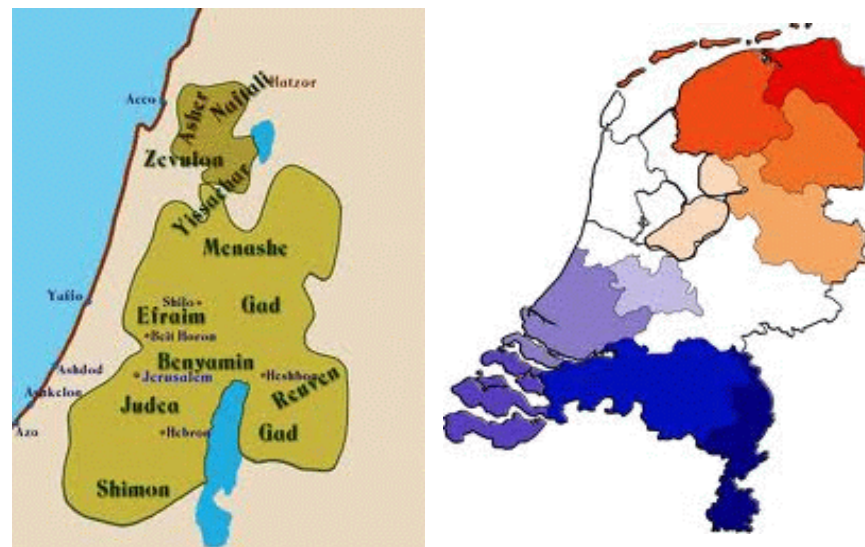 Hatzor
Naftali
Asher
Acco
Zevulon
Yissachar
Menashe
Yaffo
Shilo
Gad
Efraim
Beit Horon
Benyamin
Ashdod
Jerusalem
Heshbon
Reuven
Ashkelon
Judea
Azo
Hebron
Gad
Shimon